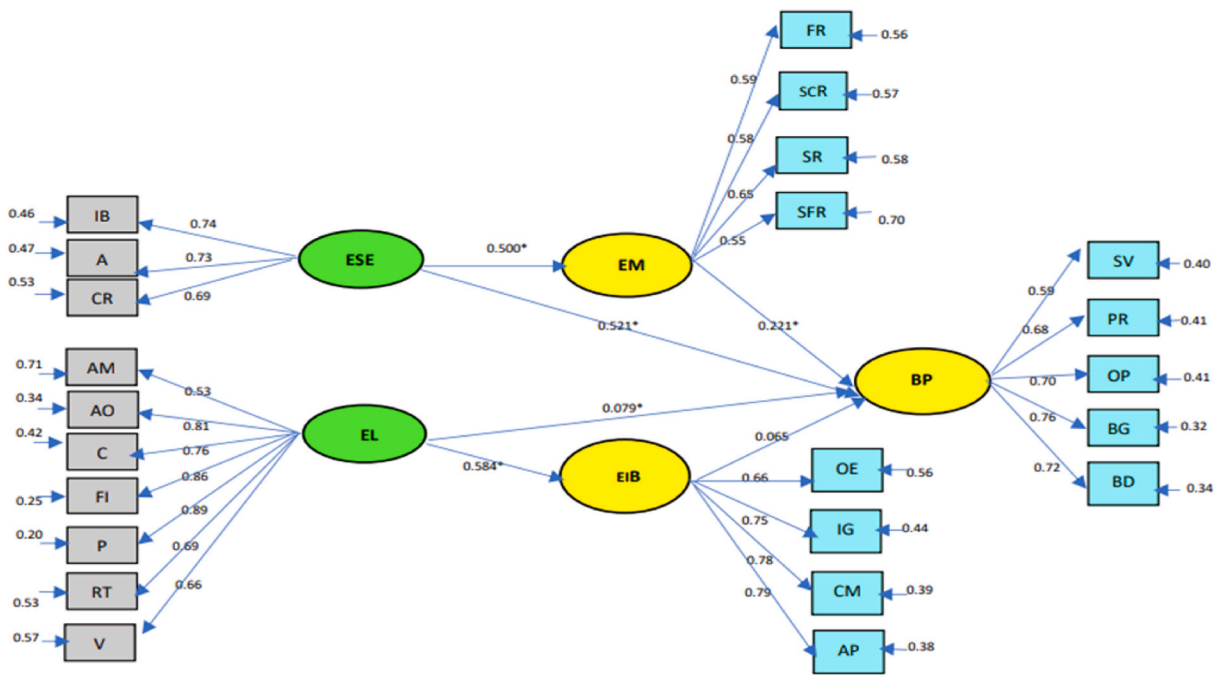 FR
0.56
0.59
SCR
0.57
0.58
SR
0.58
0.65
SFR
0.70
0.55
0.46
IB
0.74
0.47
A
0.73
0.53
CR
0.69
ESE
0.500*
EM
0.521*
0.221*
SV
0.40
0.59
PR
0.41
0.68
OP
0.41
0.70
BG
0.32
0.76
BD
0.34
0.72
BP
0.71
AM
0.53
0.34
AO
0.81
0.42
C
0.76
0.25
FI
0.86
0.20
P
0.89
0.53
RT
0.69
0.57
V
0.66
EL
0.079*
0.584*
EIB
0.065
OE
0.56
0.66
IG
0.44
0.75
CM
0.39
0.78
AP
0.38
0.79